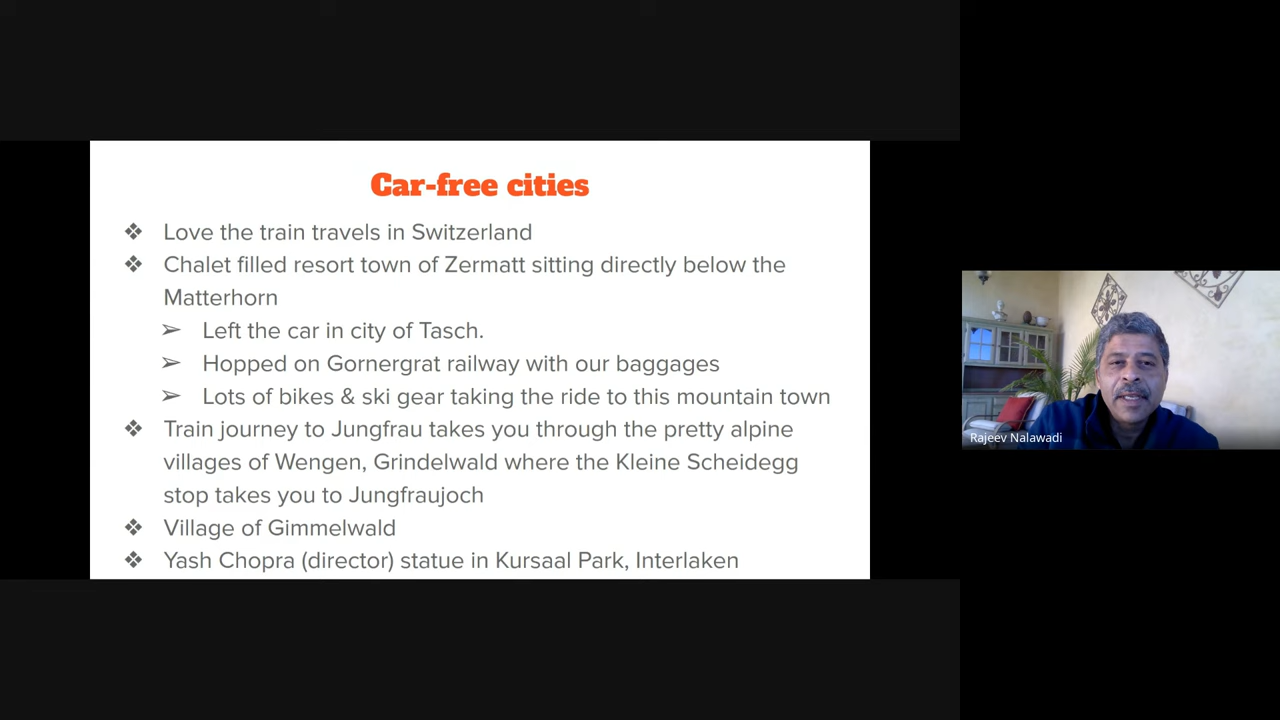 Car-free cities
❖ Love the train travels in Switzerland
❖ Chalet filled resort town of Zermatt sitting directly below the
Matterhorn
➢ Left the car in city of Tasch.
➢ Hopped on Gornergrat railway with our baggages
➢ Lots of bikes & ski gear taking the ride to this mountain town
❖ Train journey to Jungfrau takes you through the pretty alpine
villages of Wengen, Grindelwald where the Kleine Scheidegg
stop takes you to Jungfraujoch
❖ Village of Gimmelwald
❖ Yash Chopra (director) statue in Kursaal Park, Interlaken
Rajeev Nalawadi